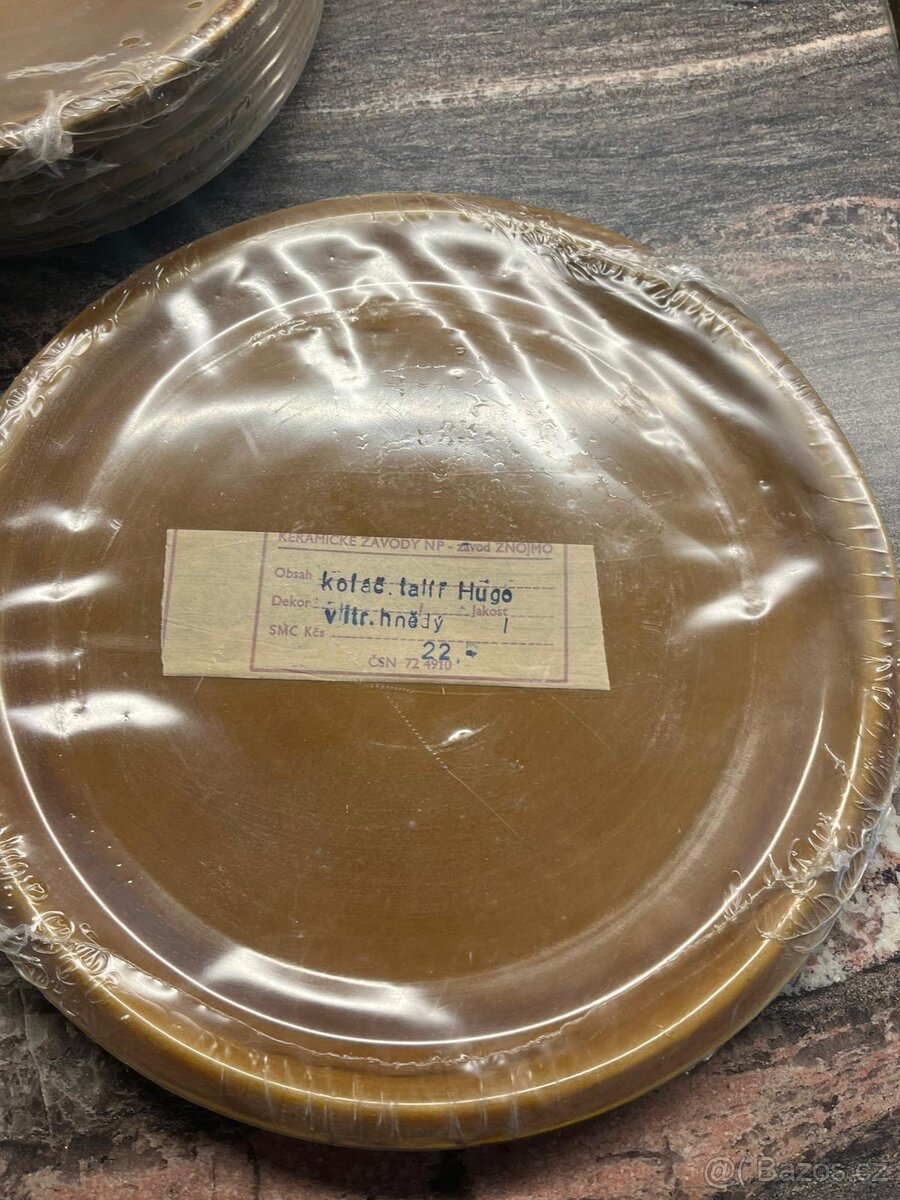 KERAMICKÉ ZÁVODY NP - závod ZNOJMO
Obsah koláč. talíř Hugo
Dekor vitr. hnědý / Jakost I
SMC Kčs 22,-
ČSN 72 4910
@( Bazos.cz